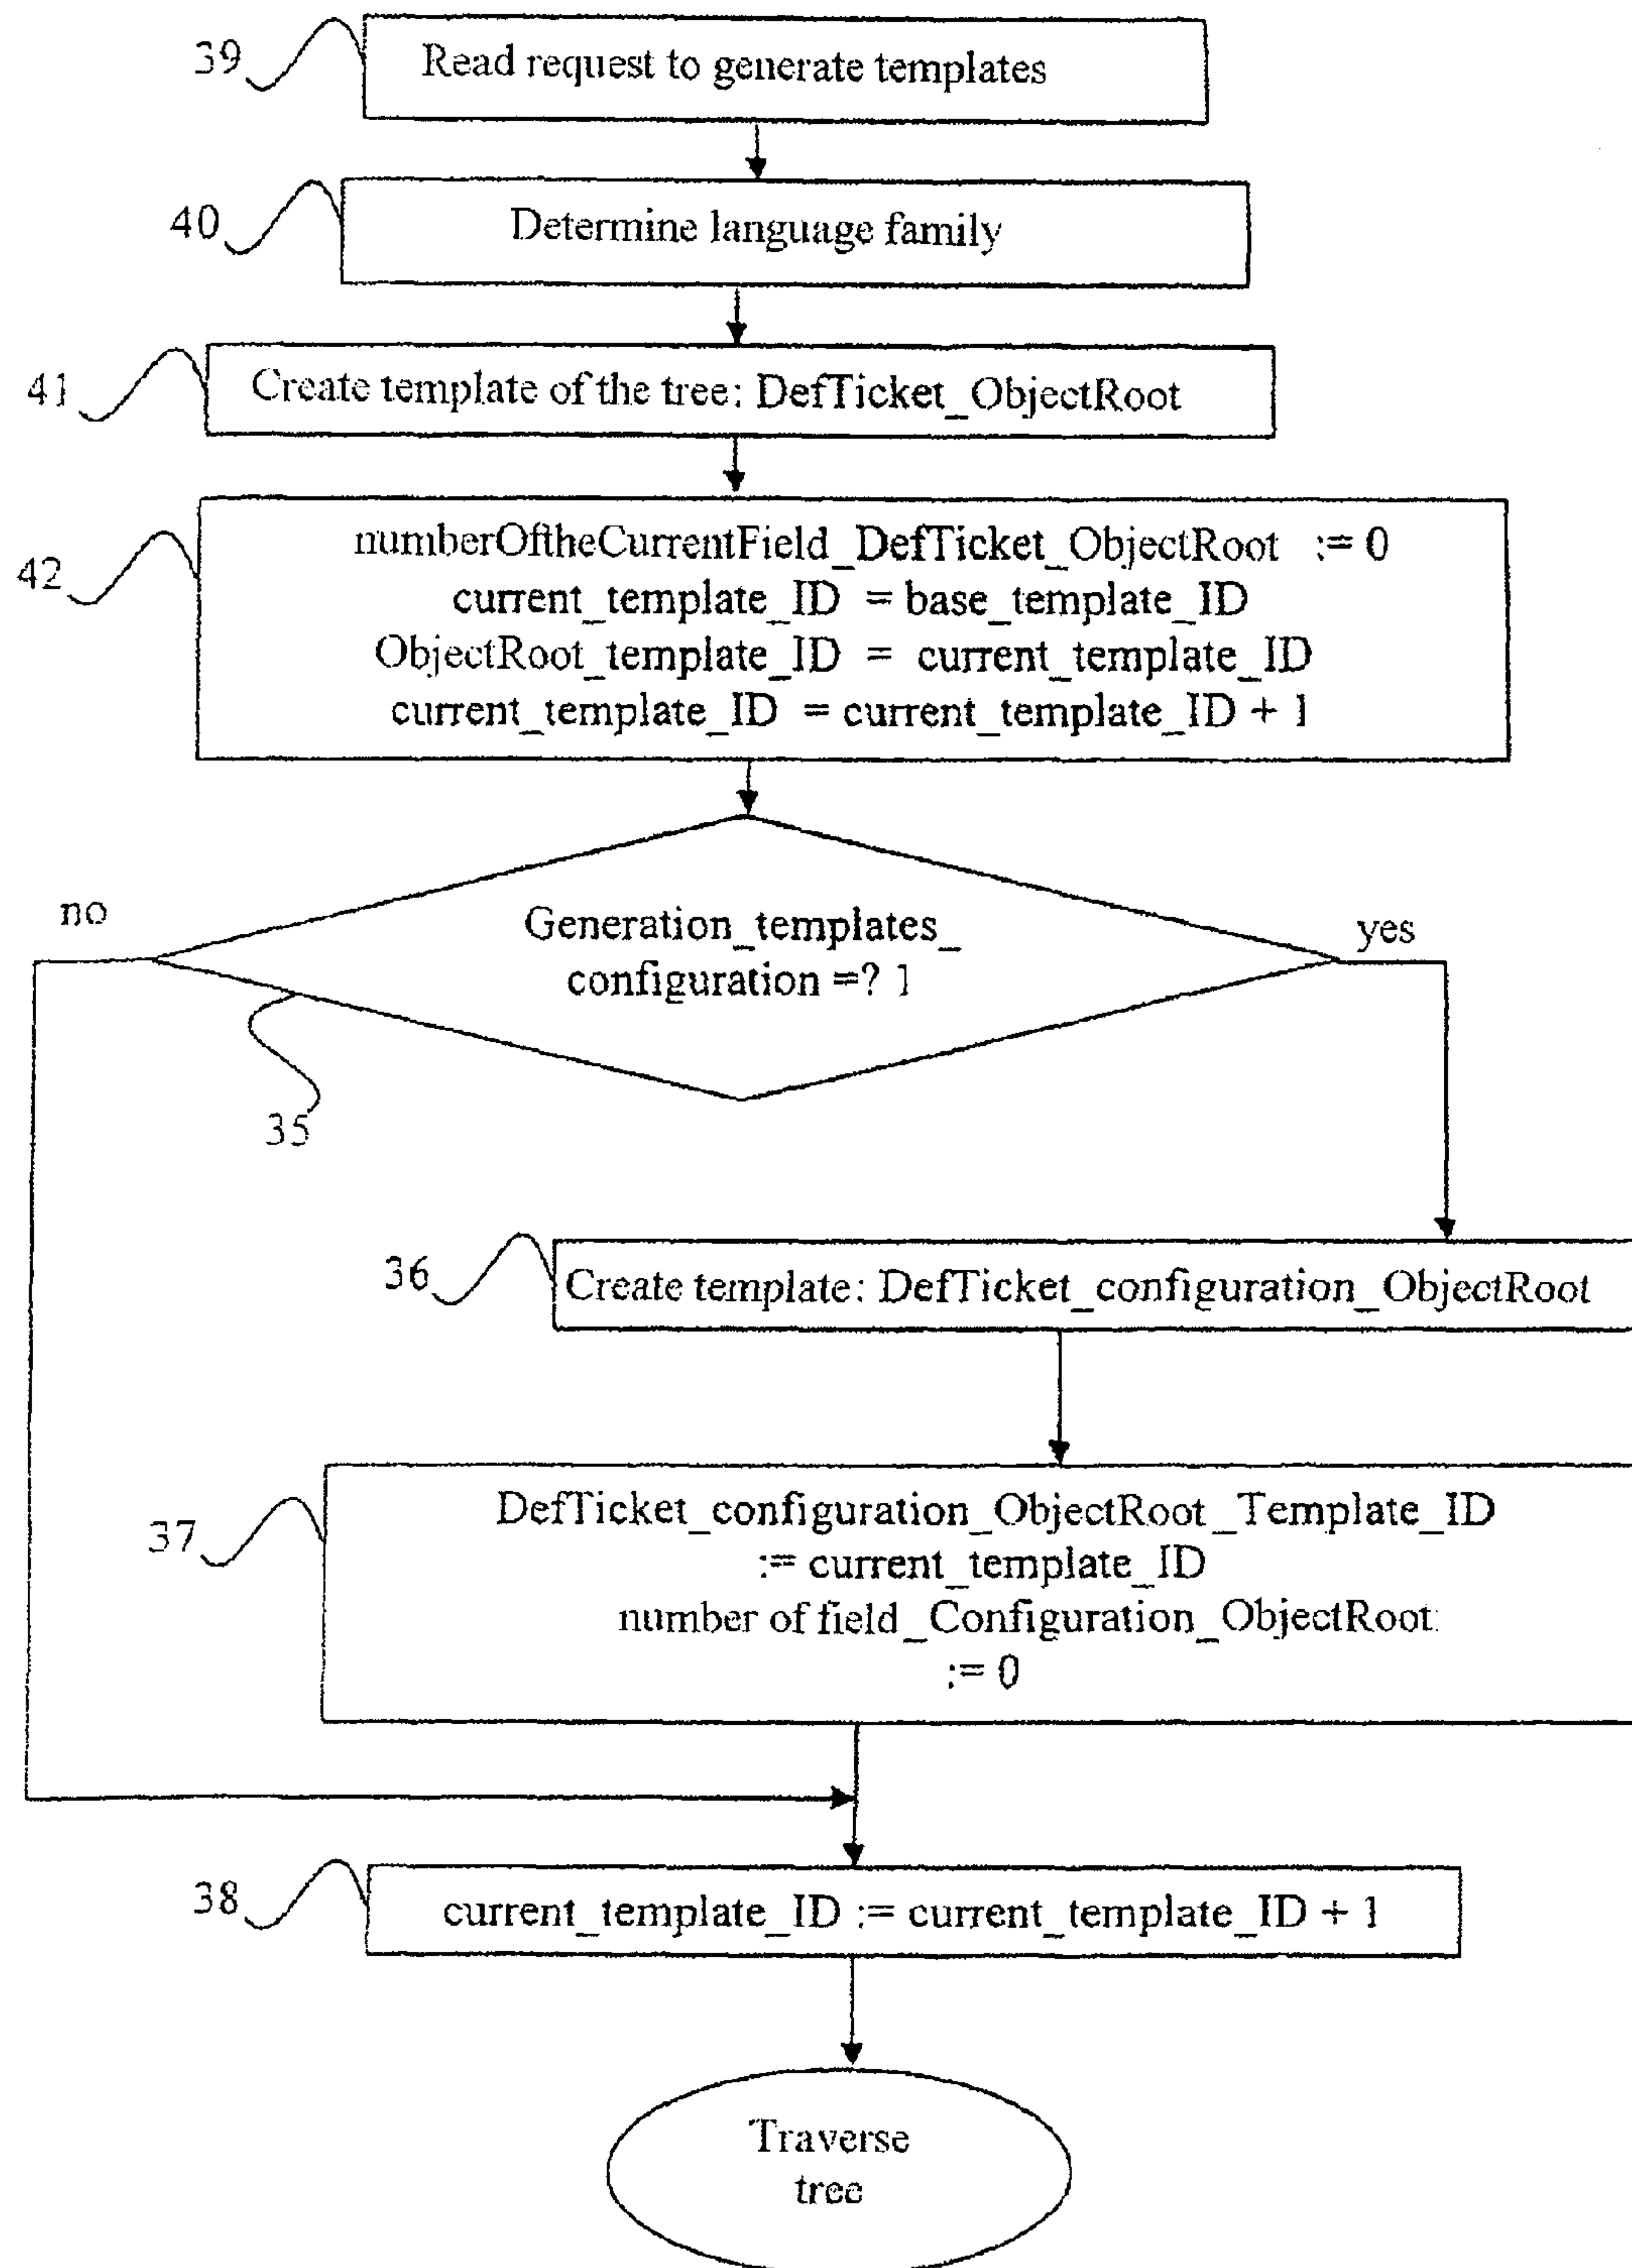 39
Read request to generate templates
40
Determine language family
41
Create template of the tree: DefTicket_ObjectRoot
42
numberOftheCurrentField_DefTicket_ObjectRoot := 0
current_template_ID = base_template_ID
ObjectRoot_template_ID = current_template_ID
current_template_ID = current_template_ID + 1
no
Generation_templates_
configuration =? 1
yes
35
36
Create template: DefTicket_configuration_ObjectRoot
37
DefTicket_configuration_ObjectRoot_Template_ID
:= current_template_ID
number of field_Configuration_ObjectRoot:
:= 0
38
current_template_ID := current_template_ID + 1
Traverse
tree